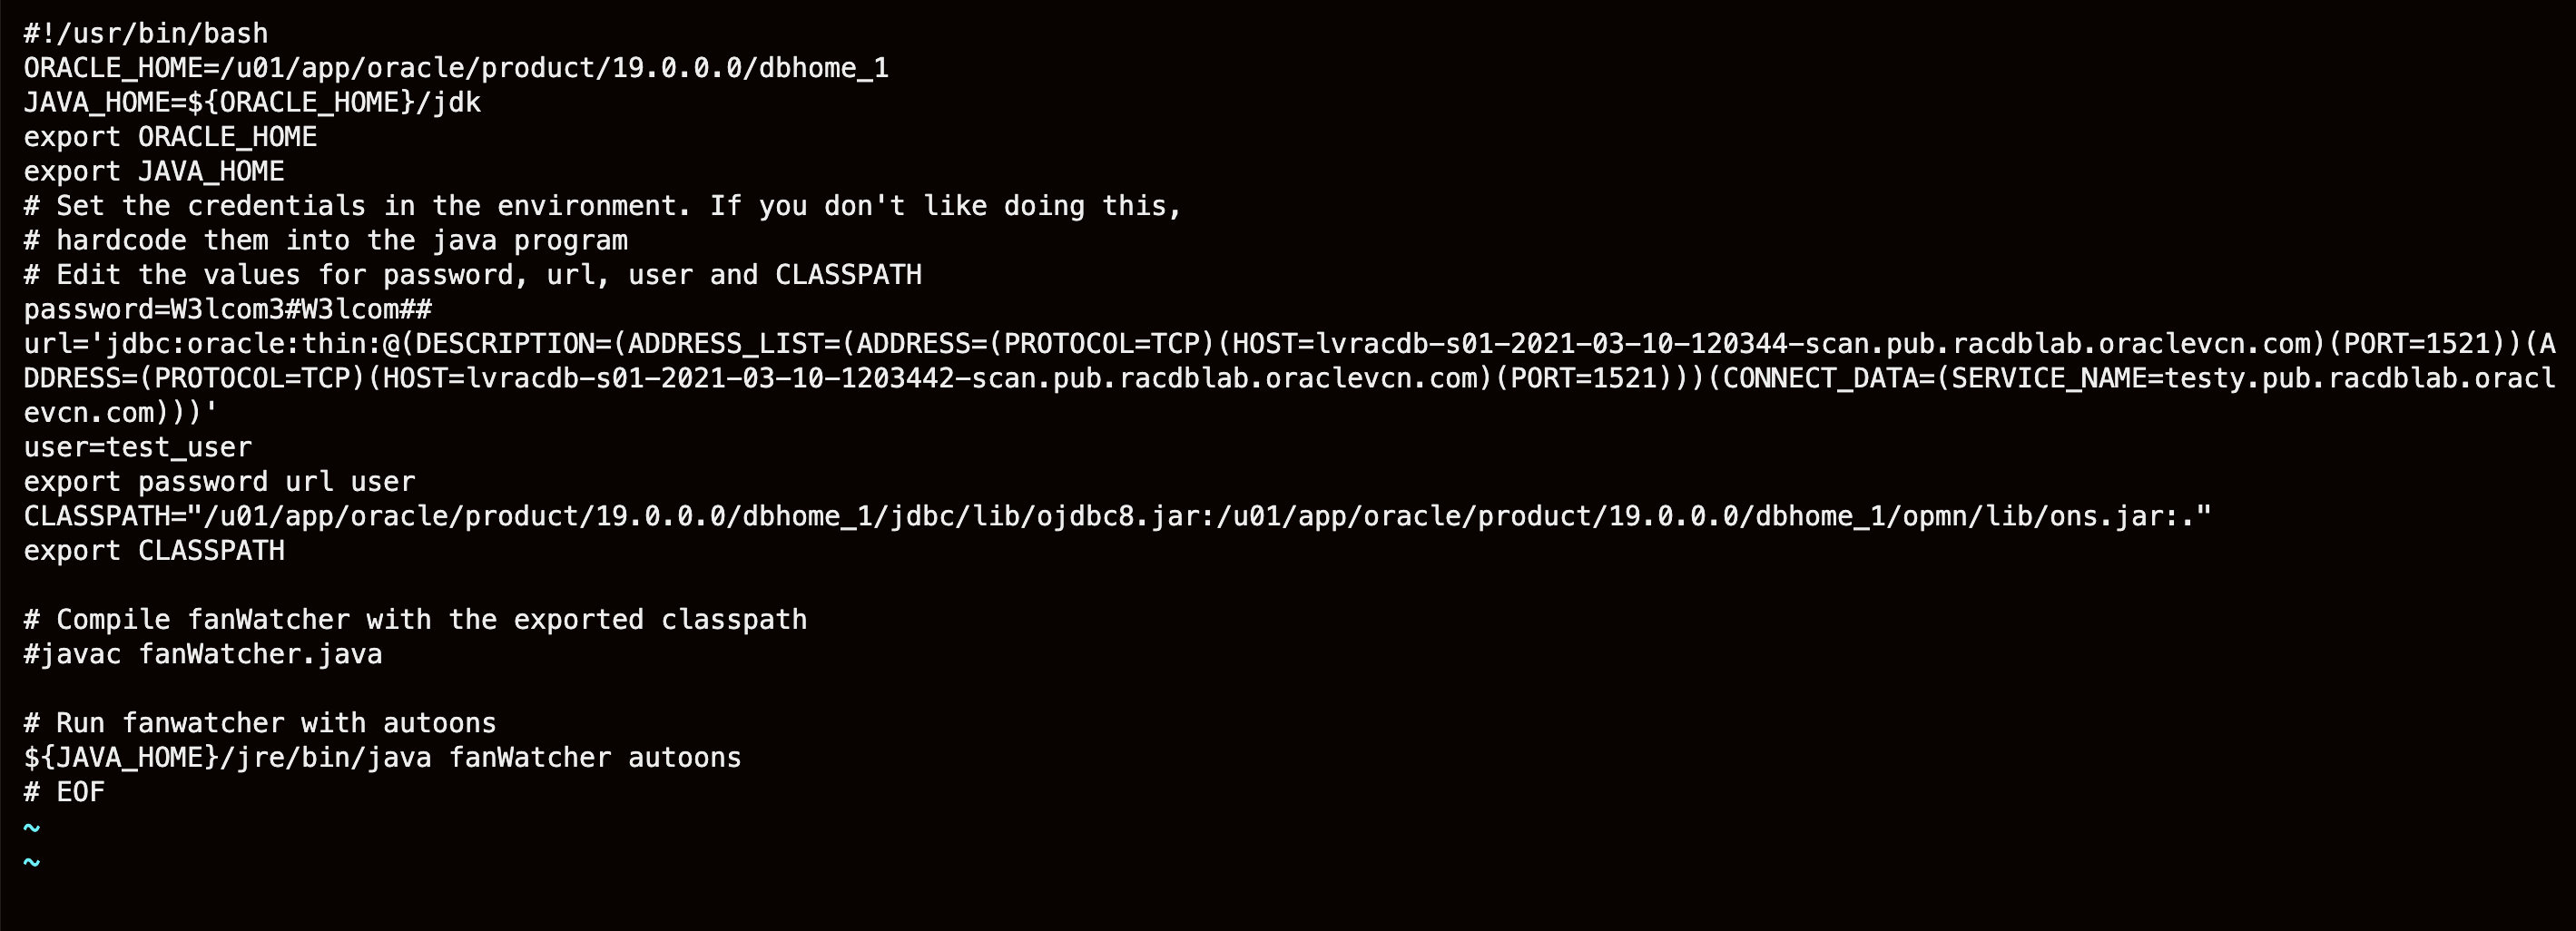 #!/usr/bin/bash
ORACLE_HOME=/u01/app/oracle/product/19.0.0.0/dbhome_1
JAVA_HOME=${ORACLE_HOME}/jdk
export ORACLE_HOME
export JAVA_HOME
# Set the credentials in the environment. If you don't like doing this,
# hardcode them into the java program
# Edit the values for password, url, user and CLASSPATH
password=W3lcom3#W3lcom##
url='jdbc:oracle:thin:@(DESCRIPTION=(ADDRESS_LIST=(ADDRESS=(PROTOCOL=TCP)(HOST=lvracdb-s01-2021-03-10-120344-scan.pub.racdblab.oraclevcn.com)(PORT=1521))(A
DDRESS=(PROTOCOL=TCP)(HOST=lvracdb-s01-2021-03-10-1203442-scan.pub.racdblab.oraclevcn.com)(PORT=1521)))(CONNECT_DATA=(SERVICE_NAME=testy.pub.racdblab.oracl
evcn.com)))'
user=test_user
export password url user
CLASSPATH="/u01/app/oracle/product/19.0.0.0/dbhome_1/jdbc/lib/ojdbc8.jar:/u01/app/oracle/product/19.0.0.0/dbhome_1/opmn/lib/ons.jar:."
export CLASSPATH

# Compile fanWatcher with the exported classpath
#javac fanWatcher.java

# Run fanwatcher with autoons
${JAVA_HOME}/jre/bin/java fanWatcher autoons
# EOF
~
~